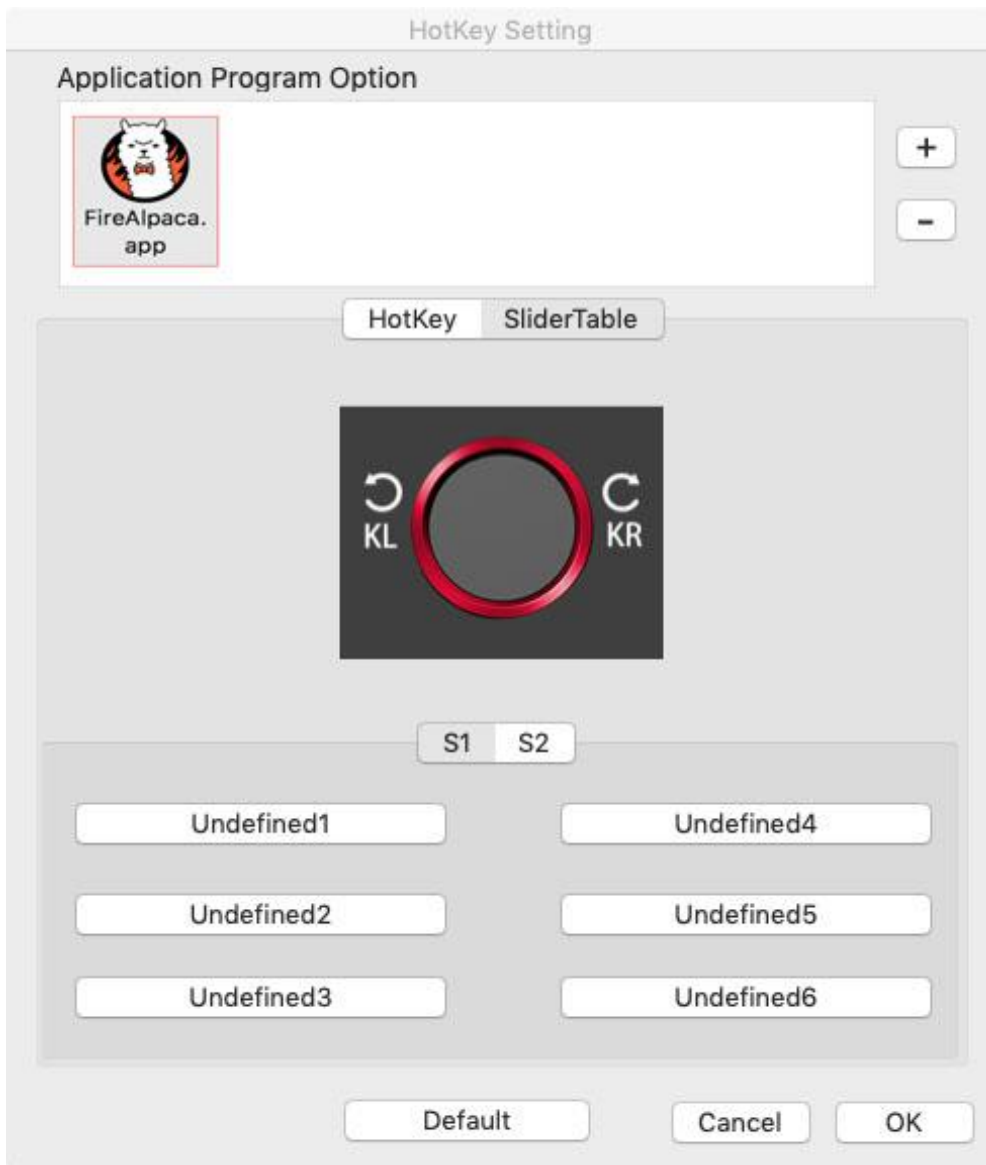 HotKey Setting
Application Program Option
FireAlpaca.
app
+
-
HotKey SliderTable
KL KR
S1 S2
Undefined1 Undefined4
Undefined2 Undefined5
Undefined3 Undefined6
Default Cancel OK